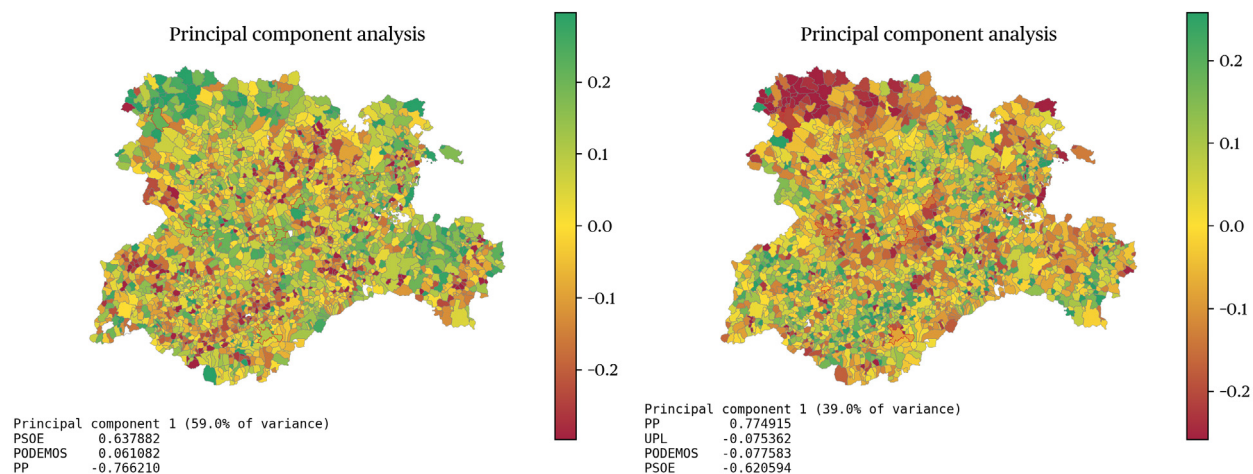 Principal component analysis
0.2
0.1
0.0
−0.1
−0.2
Principal component 1 (59.0% of variance)
PSOE 0.637882
PODEMOS 0.061082
PP -0.766210
Principal component analysis
0.2
0.1
0.0
−0.1
−0.2
Principal component 1 (39.0% of variance)
PP 0.774915
UPL -0.075362
PODEMOS -0.077583
PSOE -0.620594